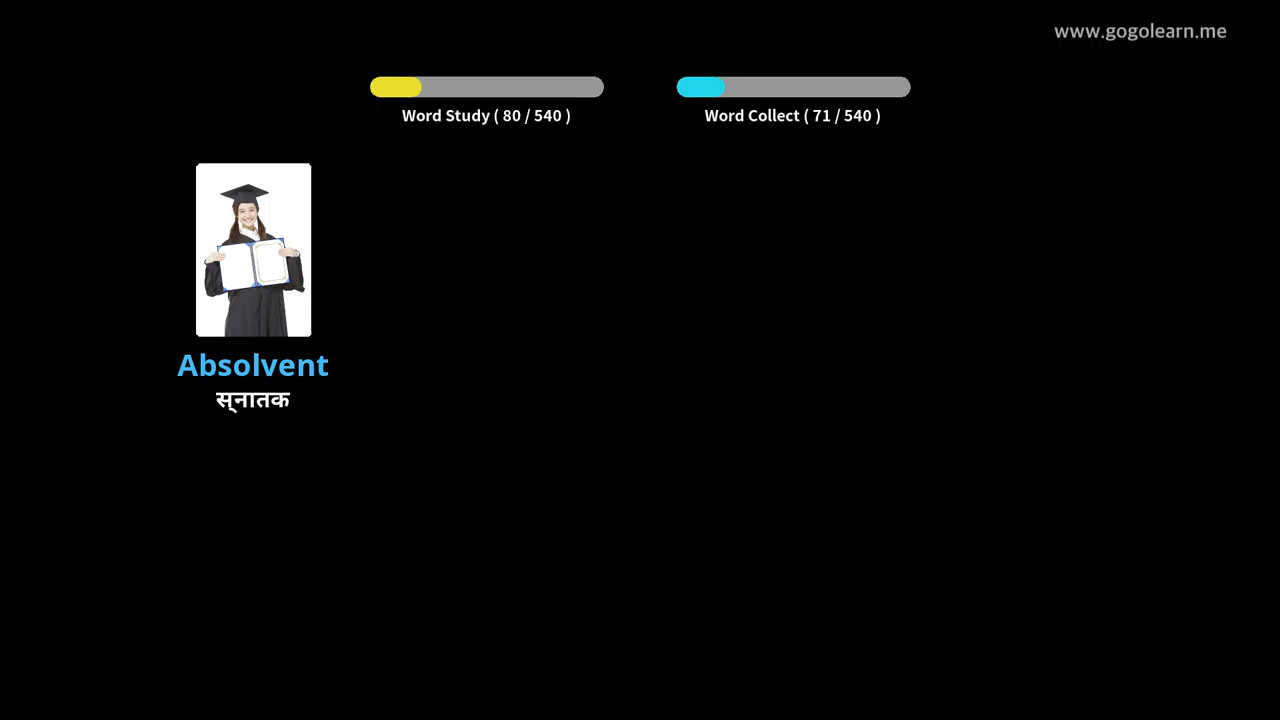 www.gogolearn.me
Word Study ( 80 / 540 )
Word Collect ( 71 / 540 )
Absolvent
स्नातक